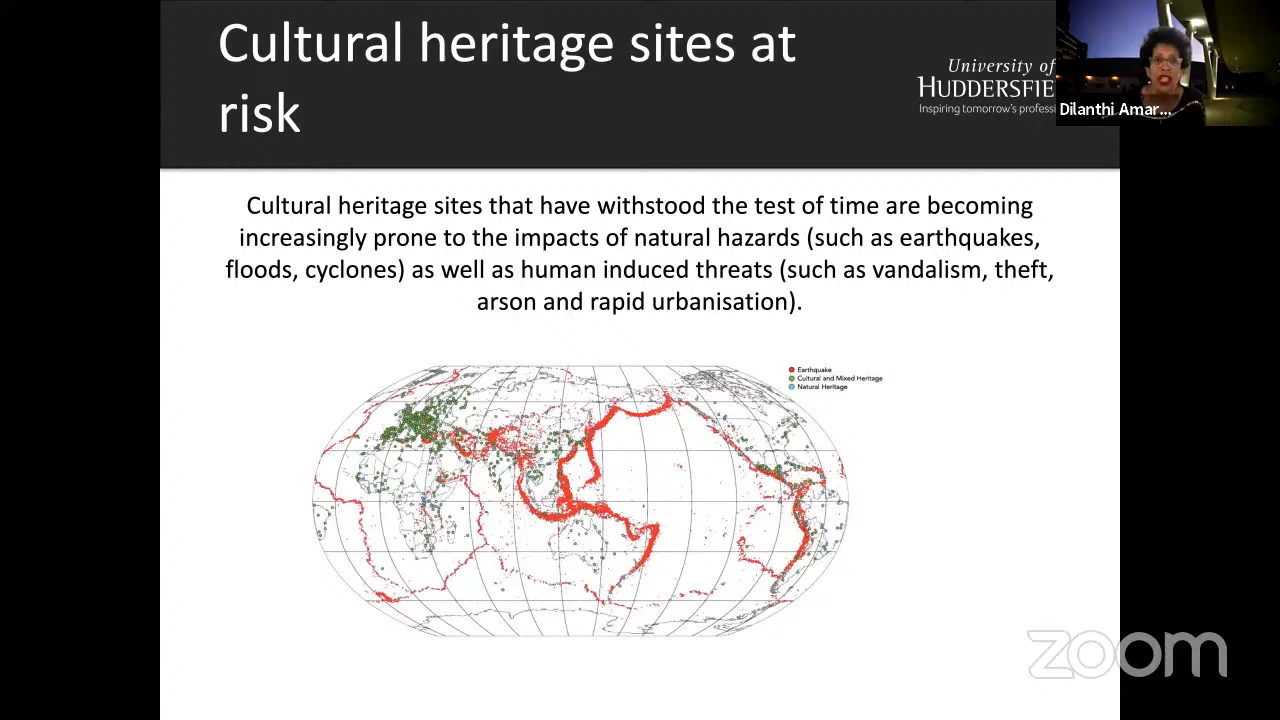 Cultural heritage sites at
risk
University of
HUDDERSFIE
Inspiring tomorrow's profess
Dilanthi Amar...
Cultural heritage sites that have withstood the test of time are becoming
increasingly prone to the impacts of natural hazards (such as earthquakes,
floods, cyclones) as well as human induced threats (such as vandalism, theft,
arson and rapid urbanisation).
Earthquake
Cultural and Mixed Heritage
Natural Heritage
zoom